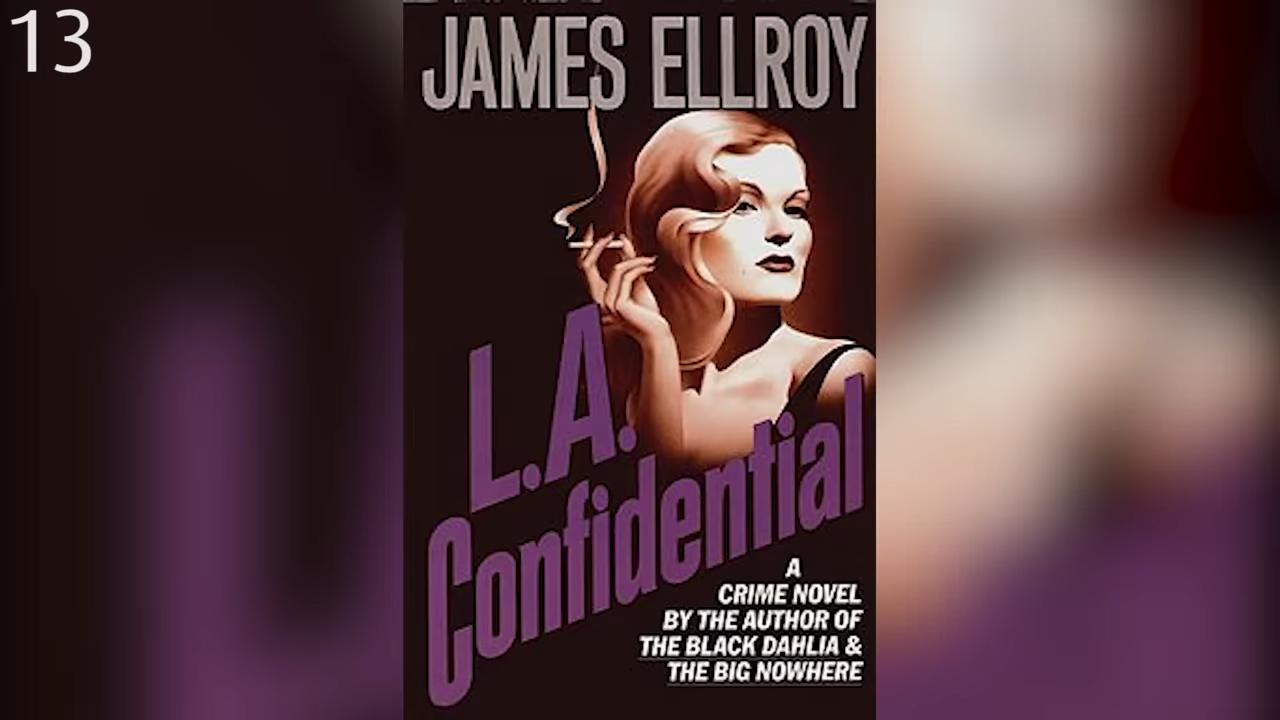 13
JAMES ELLROY
L.A.
Confidential
A
CRIME NOVEL
BY THE AUTHOR OF
THE BLACK DAHLIA &
THE BIG NOWHERE